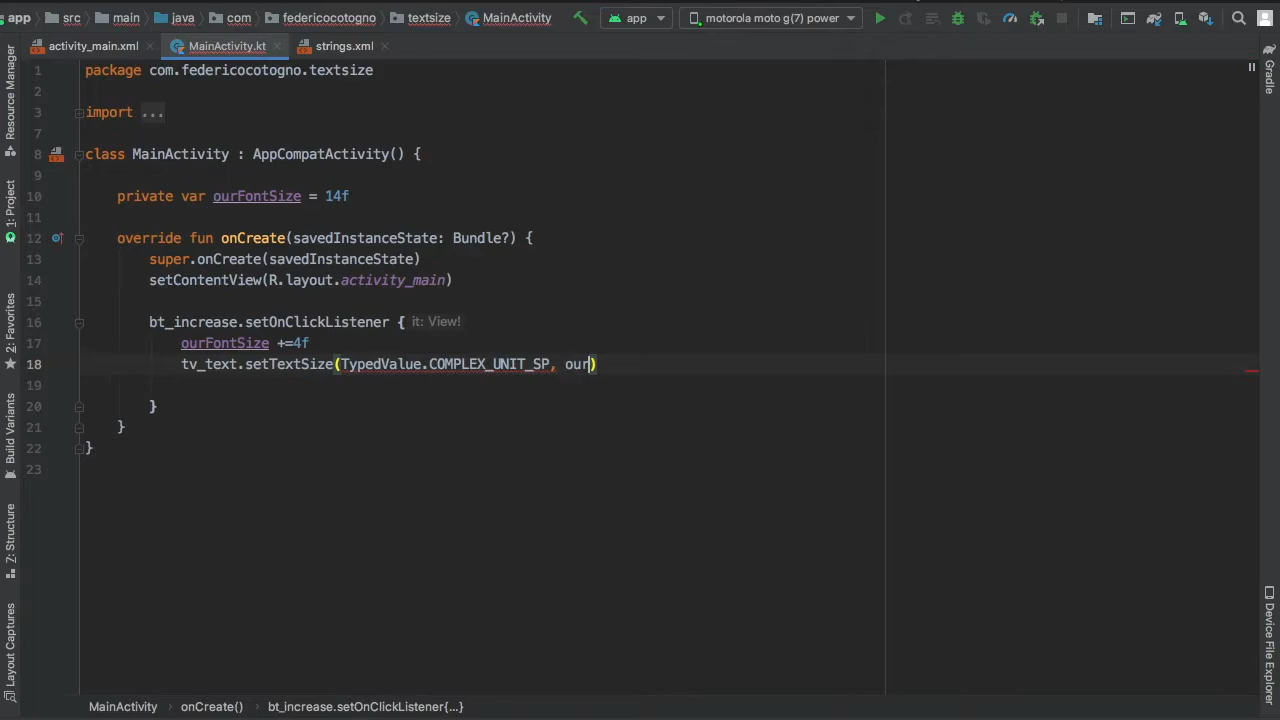 app src main java com federicocotogno textsize MainActivity app motorola moto g(7) power
activity_main.xml MainActivity.kt strings.xml
Resource Manager
1: Project
2: Favorites
Build Variants
Z: Structure
Layout Captures
1 package com.federicocotogno.textsize
2
3 import ...
7
8 class MainActivity : AppCompatActivity() {
9
10 private var ourFontSize = 14f
11
12 override fun onCreate(savedInstanceState: Bundle?) {
13 super.onCreate(savedInstanceState)
14 setContentView(R.layout.activity_main)
15
16 bt_increase.setOnClickListener { it: View!
17 ourFontSize +=4f
18 tv_text.setTextSize(TypedValue.COMPLEX_UNIT_SP, our)
19
20 }
21 }
22 }
23
Gradle
Device File Explorer
MainActivity onCreate() bt_increase.setOnClickListener{...}